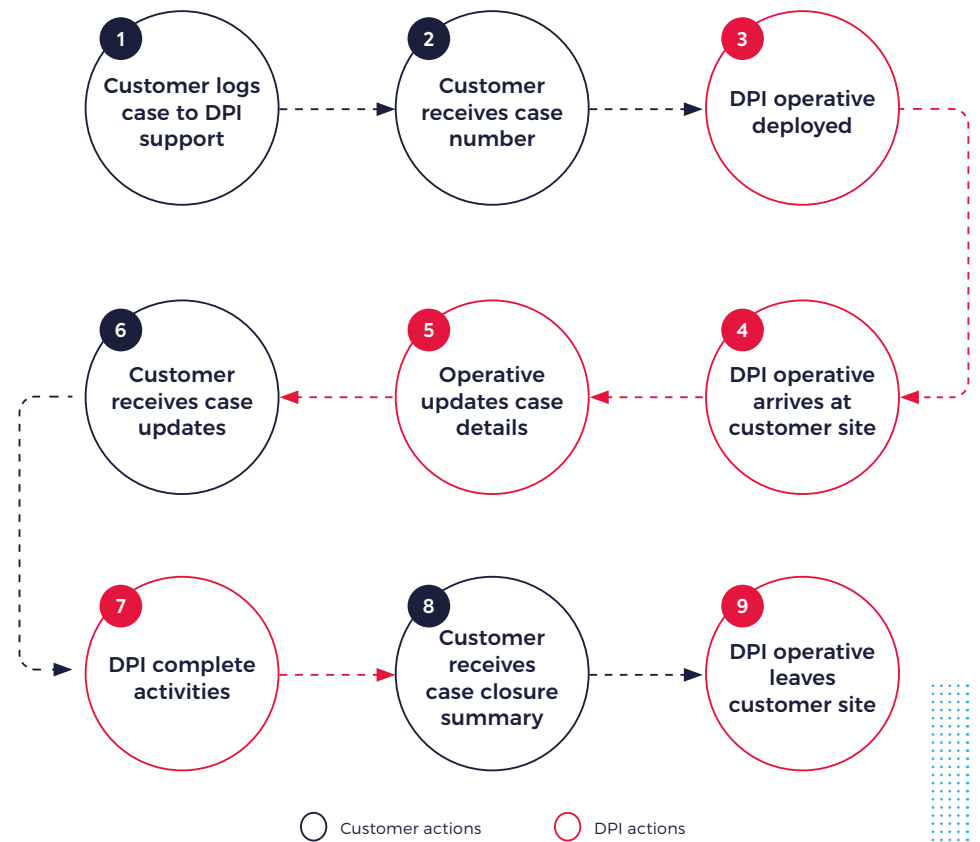 1
Customer logs
case to DPI
support
2
Customer
receives case
number
3
DPI operative
deployed
4
DPI operative
arrives at
customer site
5
Operative
updates case
details
6
Customer
receives case
updates
7
DPI complete
activities
8
Customer
receives
case closure
summary
9
DPI operative
leaves
customer site
Customer actions
DPI actions